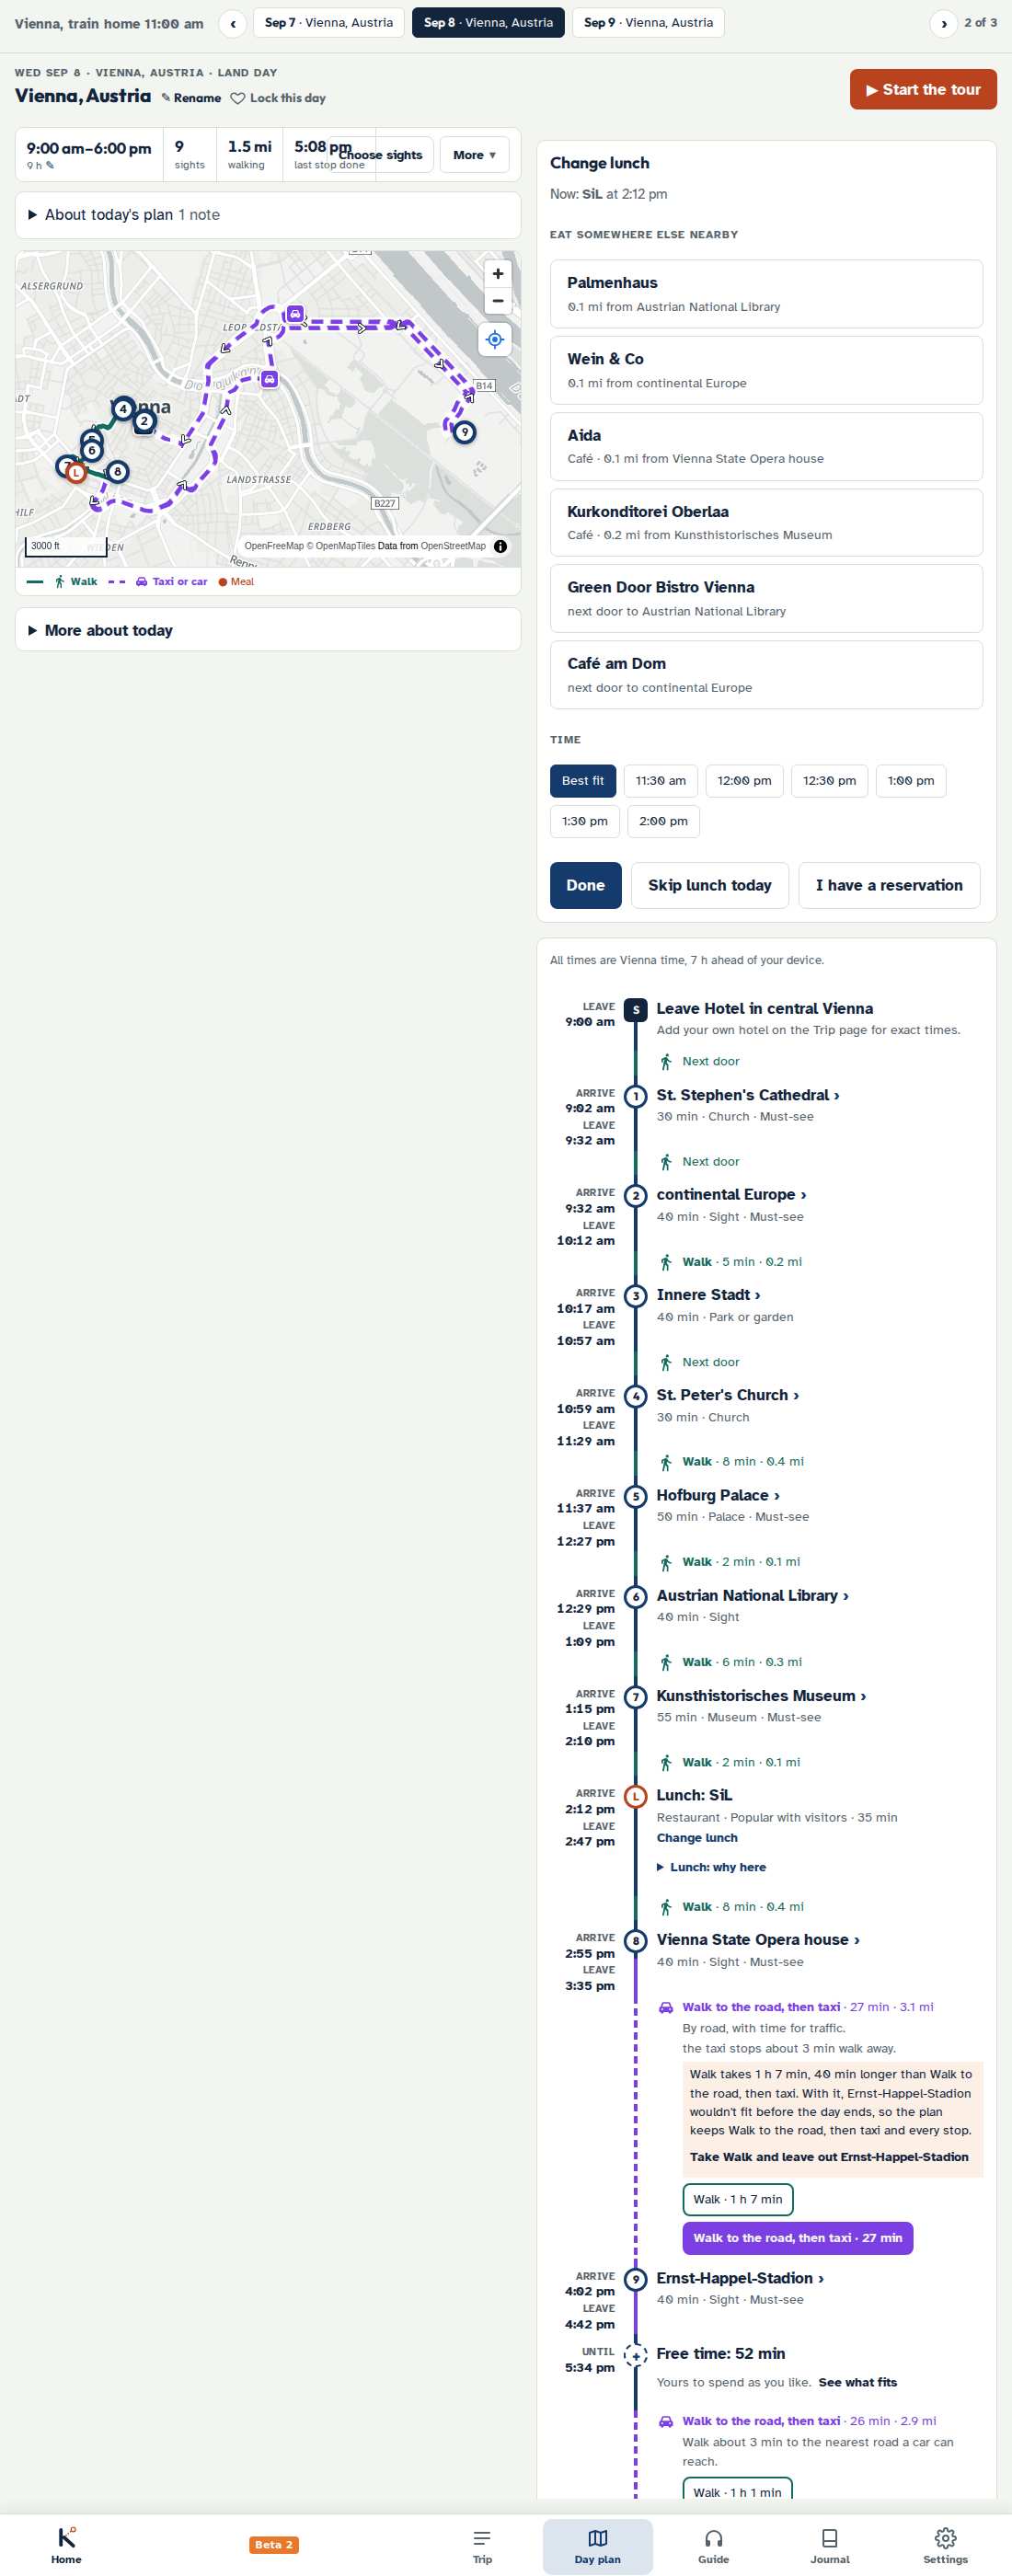 Vienna, train home 11:00 am
‹
Sep 7 · Vienna, Austria
Sep 8 · Vienna, Austria
Sep 9 · Vienna, Austria
›
2 of 3
WED SEP 8 · VIENNA, AUSTRIA · LAND DAY
Vienna, Austria
✎ Rename
Lock this day
▶ Start the tour
9:00 am–6:00 pm
9 h ✎
9
sights
1.5 mi
walking
5:08 pm
last stop done
Choose sights
More ▾
▶ About today's plan 1 note
ALSERGRUND
B14
LANDSTRASSE
B227
ERDBERG
4
2
6
8
9
L
+
−
3000 ft
OpenFreeMap © OpenMapTiles Data from OpenStreetMap
Walk
Taxi or car
Meal
▶ More about today
Change lunch
Now: SiL at 2:12 pm
EAT SOMEWHERE ELSE NEARBY
Palmenhaus
0.1 mi from Austrian National Library
Wein & Co
0.1 mi from continental Europe
Aida
Café · 0.1 mi from Vienna State Opera house
Kurkonditorei Oberlaa
Café · 0.2 mi from Kunsthistorisches Museum
Green Door Bistro Vienna
next door to Austrian National Library
Café am Dom
next door to continental Europe
TIME
Best fit
11:30 am
12:00 pm
12:30 pm
1:00 pm
1:30 pm
2:00 pm
Done
Skip lunch today
I have a reservation
All times are Vienna time, 7 h ahead of your device.
LEAVE
9:00 am
S
Leave Hotel in central Vienna
Add your own hotel on the Trip page for exact times.
Next door
ARRIVE
9:02 am
LEAVE
9:32 am
1
St. Stephen's Cathedral ›
30 min · Church · Must-see
Next door
ARRIVE
9:32 am
LEAVE
10:12 am
2
continental Europe ›
40 min · Sight · Must-see
Walk · 5 min · 0.2 mi
ARRIVE
10:17 am
LEAVE
10:57 am
3
Innere Stadt ›
40 min · Park or garden
Next door
ARRIVE
10:59 am
LEAVE
11:29 am
4
St. Peter's Church ›
30 min · Church
Walk · 8 min · 0.4 mi
ARRIVE
11:37 am
LEAVE
12:27 pm
5
Hofburg Palace ›
50 min · Palace · Must-see
Walk · 2 min · 0.1 mi
ARRIVE
12:29 pm
LEAVE
1:09 pm
6
Austrian National Library ›
40 min · Sight
Walk · 6 min · 0.3 mi
ARRIVE
1:15 pm
LEAVE
2:10 pm
7
Kunsthistorisches Museum ›
55 min · Museum · Must-see
Walk · 2 min · 0.1 mi
ARRIVE
2:12 pm
LEAVE
2:47 pm
L
Lunch: SiL
Restaurant · Popular with visitors · 35 min
Change lunch
▶ Lunch: why here
Walk · 8 min · 0.4 mi
ARRIVE
2:55 pm
LEAVE
3:35 pm
8
Vienna State Opera house ›
40 min · Sight · Must-see
Walk to the road, then taxi · 27 min · 3.1 mi
By road, with time for traffic.
the taxi stops about 3 min walk away.
Walk takes 1 h 7 min, 40 min longer than Walk to
the road, then taxi. With it, Ernst-Happel-Stadion
wouldn't fit before the day ends, so the plan
keeps Walk to the road, then taxi and every stop.
Take Walk and leave out Ernst-Happel-Stadion
Walk · 1 h 7 min
Walk to the road, then taxi · 27 min
ARRIVE
4:02 pm
LEAVE
4:42 pm
9
Ernst-Happel-Stadion ›
40 min · Sight · Must-see
UNTIL
5:34 pm
+
Free time: 52 min
Yours to spend as you like. See what fits
Walk to the road, then taxi · 26 min · 2.9 mi
Walk about 3 min to the nearest road a car can
reach.
Walk · 1 h 1 min
Home
Beta 2
Trip
Day plan
Guide
Journal
Settings